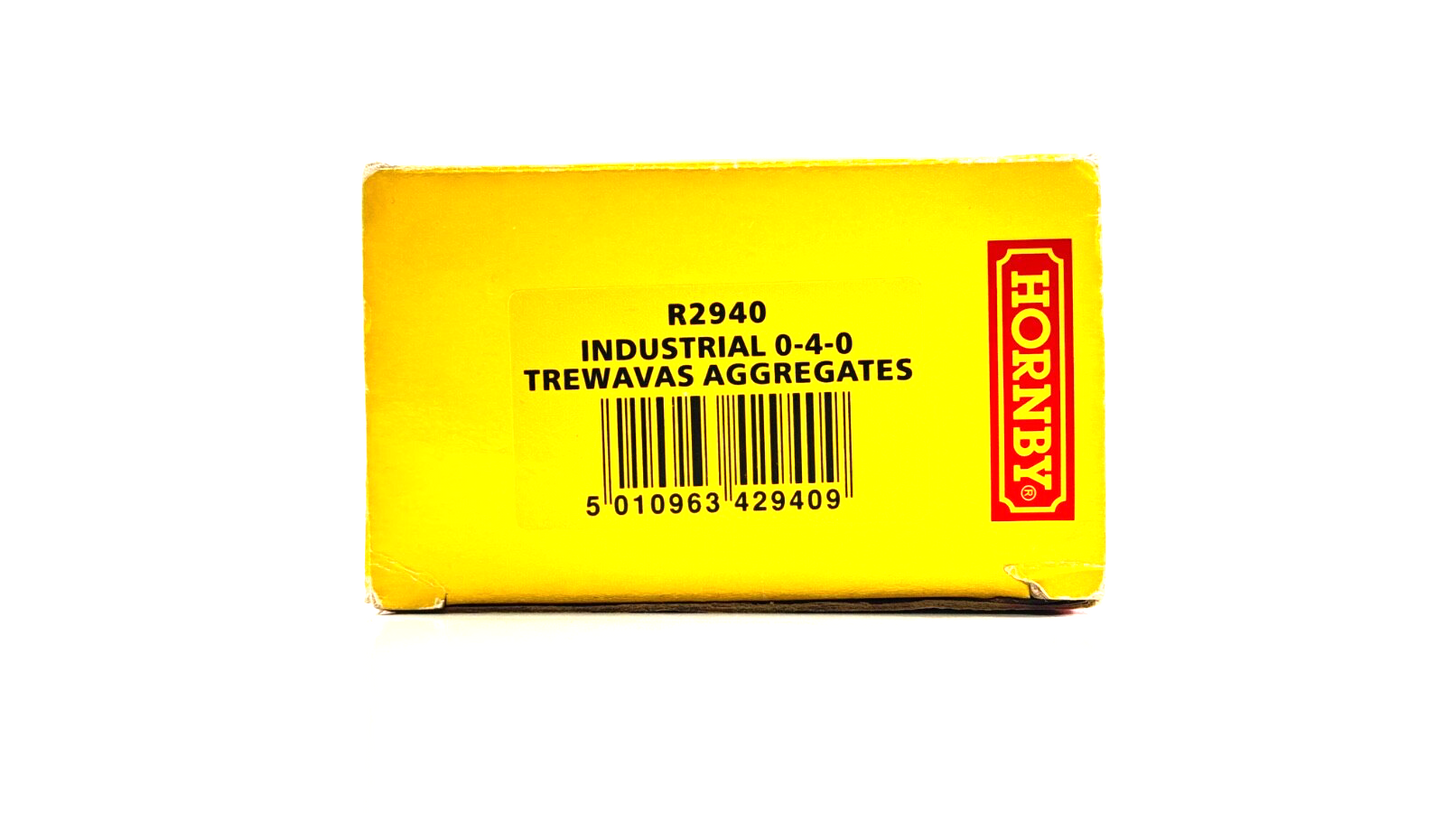 R2940
INDUSTRIAL 0-4-0
TREWAVAS AGGREGATES
5 010963 429409
HORNBY®